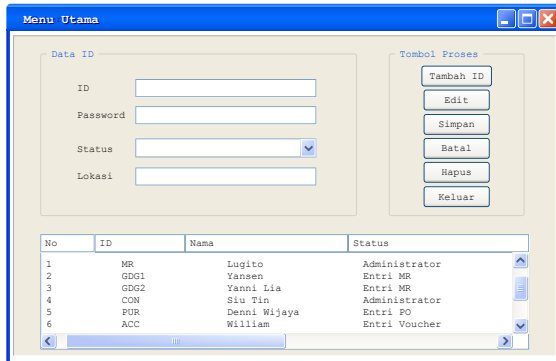 Menu Utama
Data ID
ID
Password
Status
Lokasi
Tombol Proses
Tambah ID
Edit
Simpan
Batal
Hapus
Keluar
No ID Nama Status
1 MR Lugito Administrator
2 GDG1 Yansen Entri MR
3 GDG2 Yanni Lia Entri MR
4 CON Siu Tin Administrator
5 PUR Denni Wijaya Entri PO
6 ACC William Entri Voucher